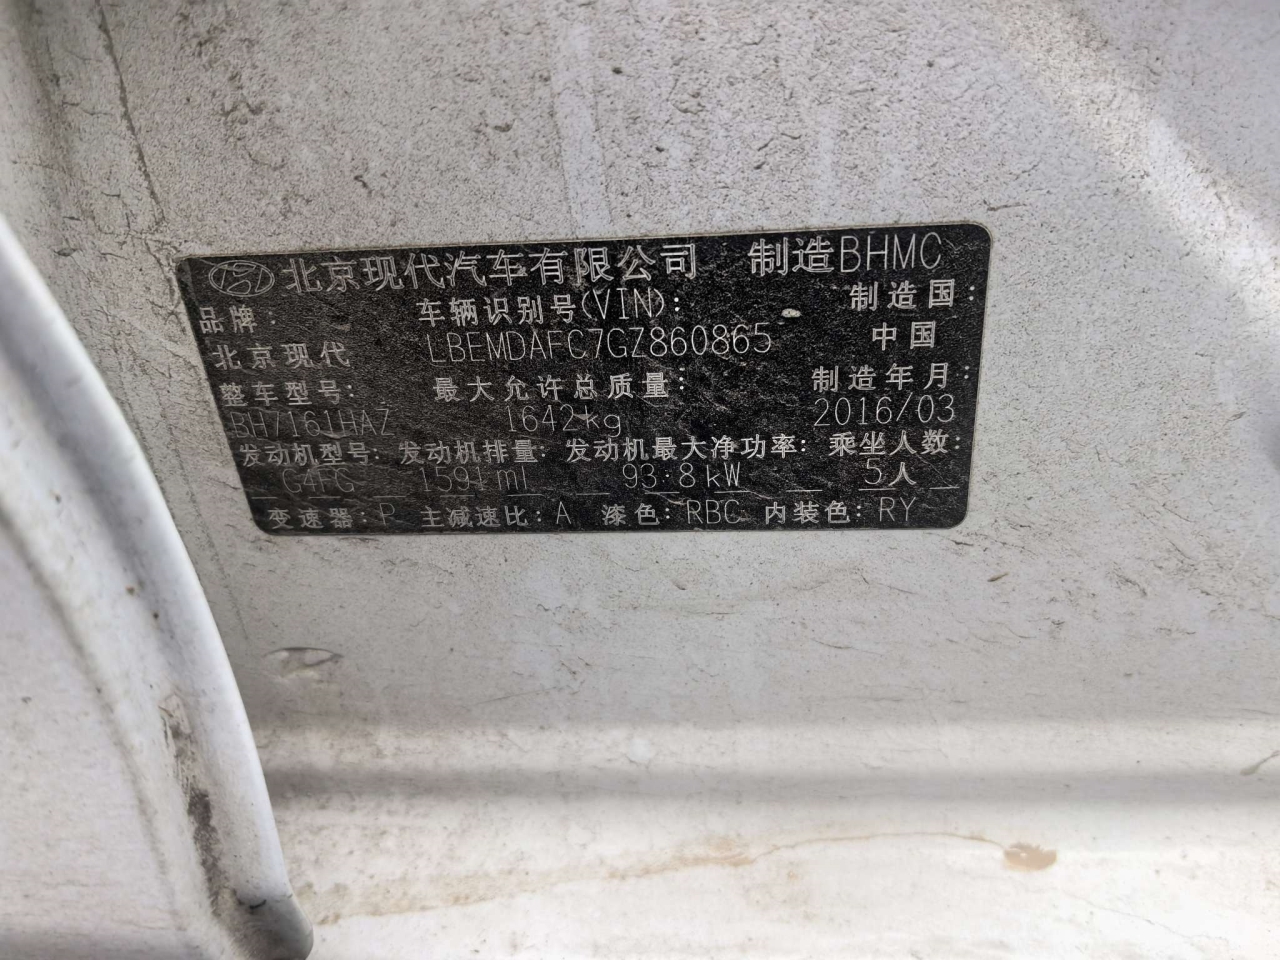 北京现代汽车有限公司 制造BHMC
品牌: 车辆识别号(VIN): 制造国:
北京现代 LBEMDAFC7GZ860865 中国
整车型号: 最大允许总质量: 制造年月:
BH7161HAZ 1642kg 2016/03
发动机型号: 发动机排量: 发动机最大净功率: 乘坐人数:
G4FC 1591ml 93.8kW 5人
变速器: P 主减速比: A 漆色: RBC 内装色: RY